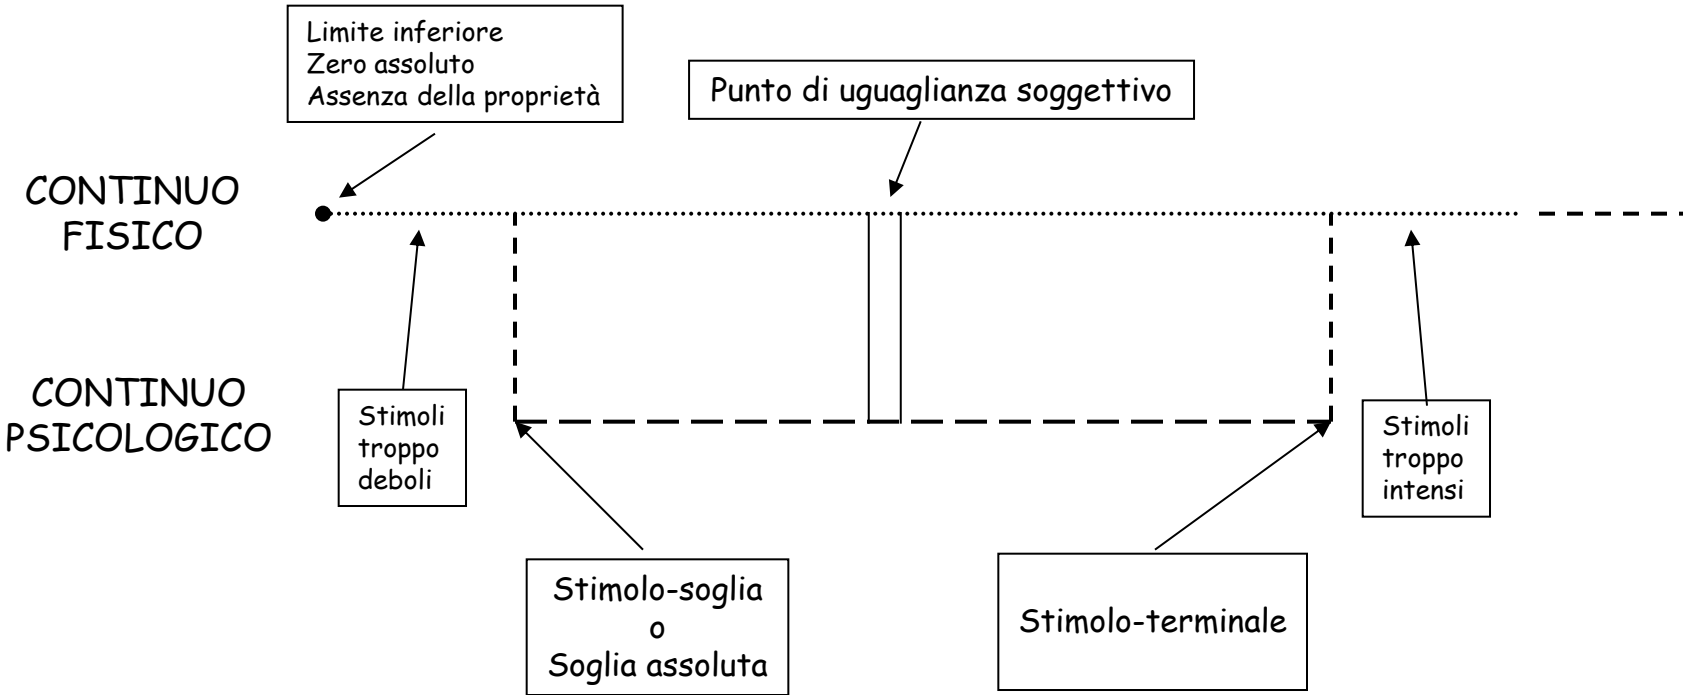 Limite inferiore
Zero assoluto
Assenza della proprietà
Punto di uguaglianza soggettivo
CONTINUO
FISICO
CONTINUO
PSICOLOGICO
Stimoli
troppo
deboli
Stimoli
troppo
intensi
Stimolo-soglia
o
Soglia assoluta
Stimolo-terminale